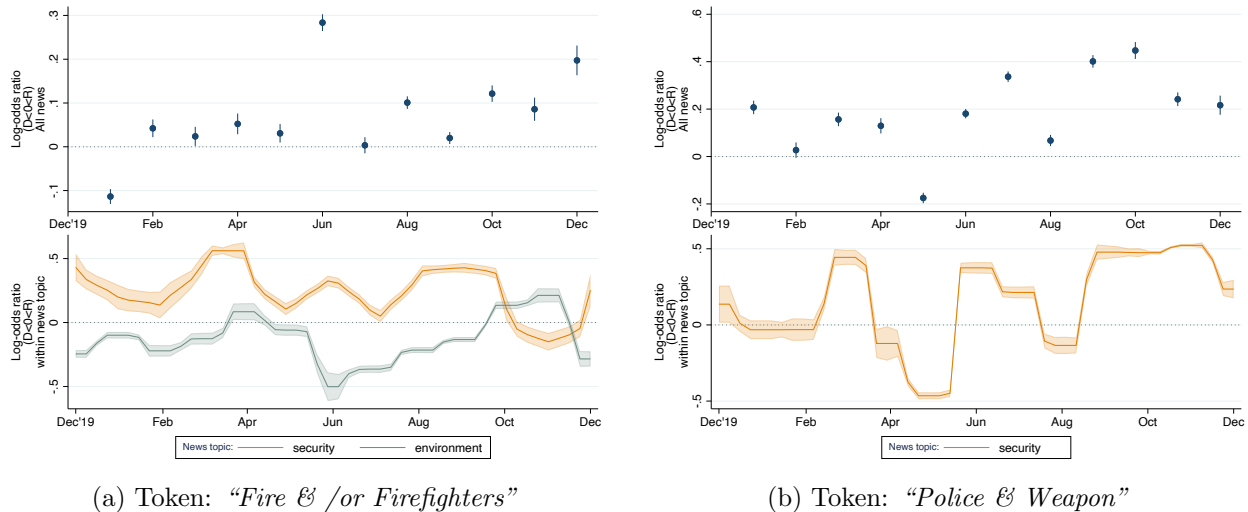 .3
.2
.1
0
-.1
Log-odds ratio
(D<0<R)
All news
Dec'19 Feb Apr Jun Aug Oct Dec
.5
0
-.5
Log-odds ratio
(D<0<R)
within news topic
Dec'19 Feb Apr Jun Aug Oct Dec
News topic: security environment
(a) Token: “Fire & /or Firefighters”
.6
.4
.2
0
-.2
Log-odds ratio
(D<0<R)
All news
Dec'19 Feb Apr Jun Aug Oct Dec
.5
0
-.5
Log-odds ratio
(D<0<R)
within news topic
Dec'19 Feb Apr Jun Aug Oct Dec
News topic: security
(b) Token: “Police & Weapon”